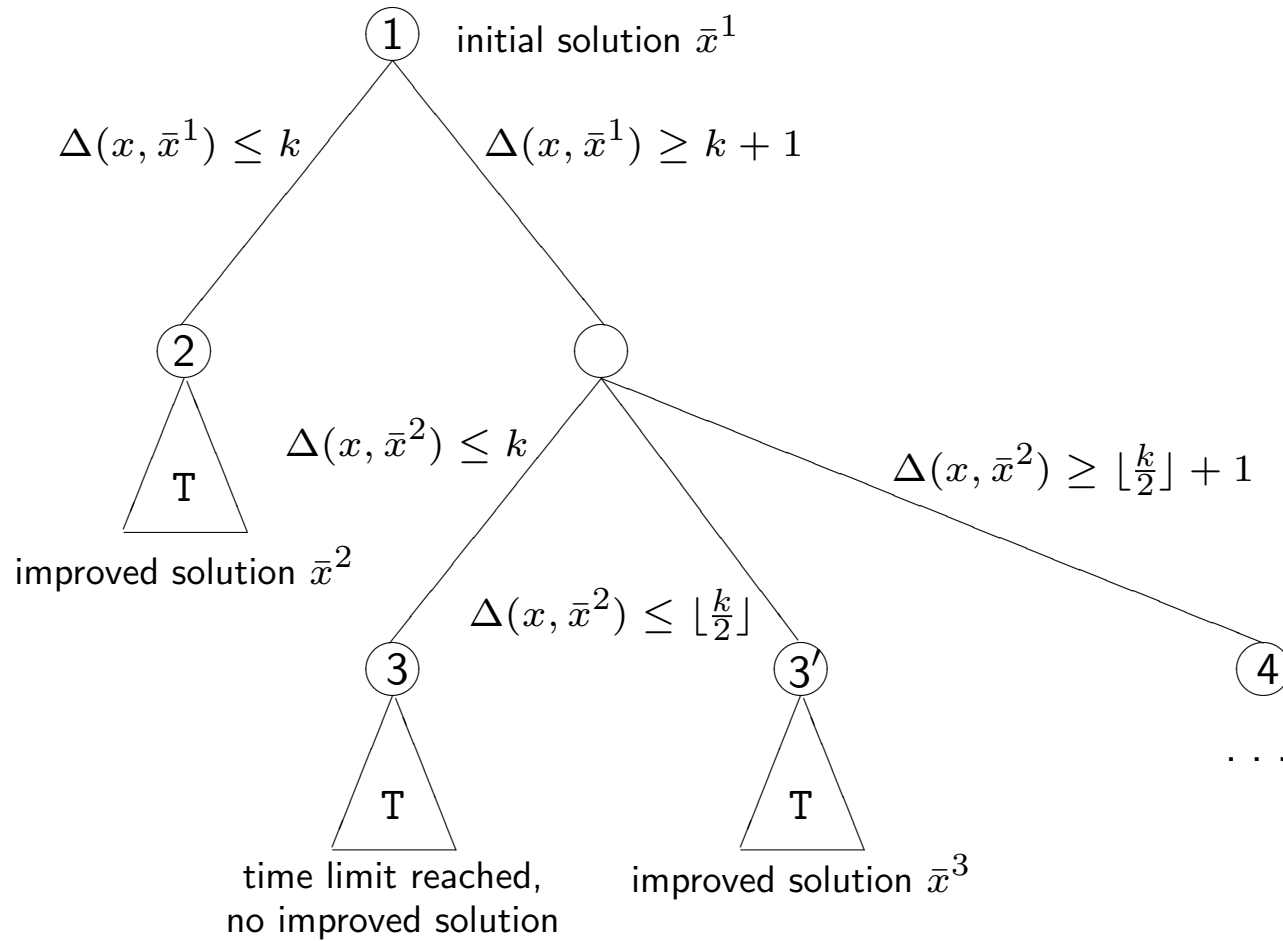 1 initial solution x̄¹
Δ(x, x̄¹) ≤ k
Δ(x, x̄¹) ≥ k + 1
2
Δ(x, x̄²) ≤ k
Δ(x, x̄²) ≥ ⌊k/2⌋ + 1
T
improved solution x̄²
Δ(x, x̄²) ≤ ⌊k/2⌋
3
3′
4
. . .
T
T
time limit reached,
no improved solution
improved solution x̄³